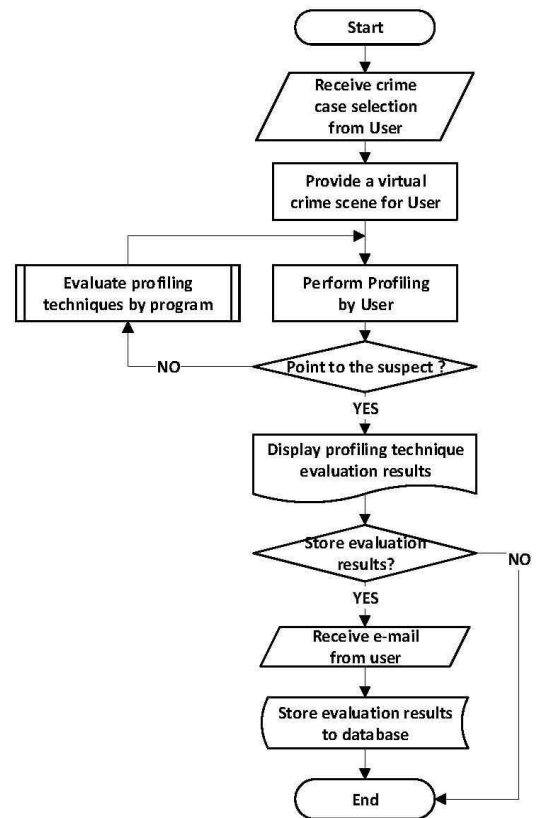 Start
Receive crime
case selection
from User
Provide a virtual
crime scene for User
Evaluate profiling
techniques by program
Perform Profiling
by User
NO
Point to the suspect ?
YES
Display profiling technique
evaluation results
Store evaluation
results?
NO
YES
Receive e-mail
from user
Store evaluation results
to database
End